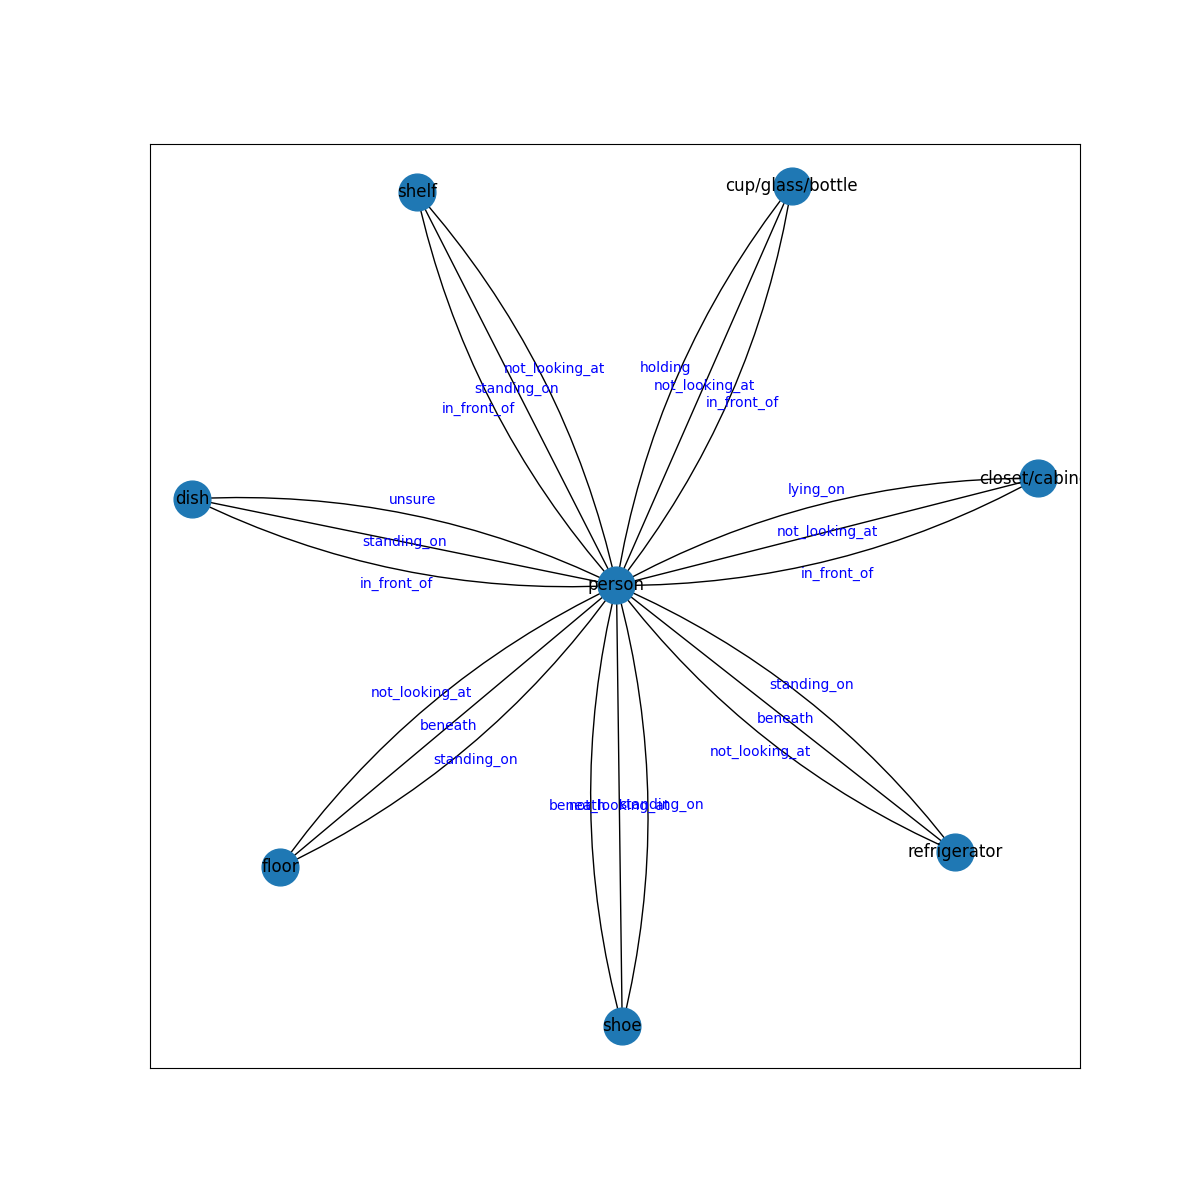 cup/glass/bottle
shelf
holding
not_looking_at
not_looking_at
standing_on
in_front_of
in_front_of
closet/cabin
lying_on
dish
unsure
not_looking_at
standing_on
in_front_of
in_front_of
person
standing_on
not_looking_at
beneath
beneath
not_looking_at
standing_on
beneath
not_looking_at
standing_on
refrigerator
floor
shoe